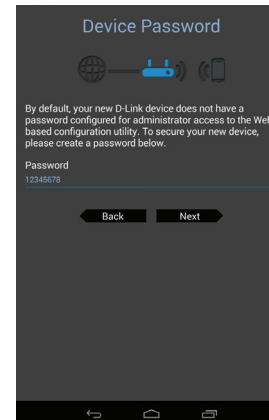 Device Password
By default, your new D-Link device does not have a
password configured for administrator access to the Web
based configuration utility. To secure your new device,
please create a password below.
Password
12345678
Back Next